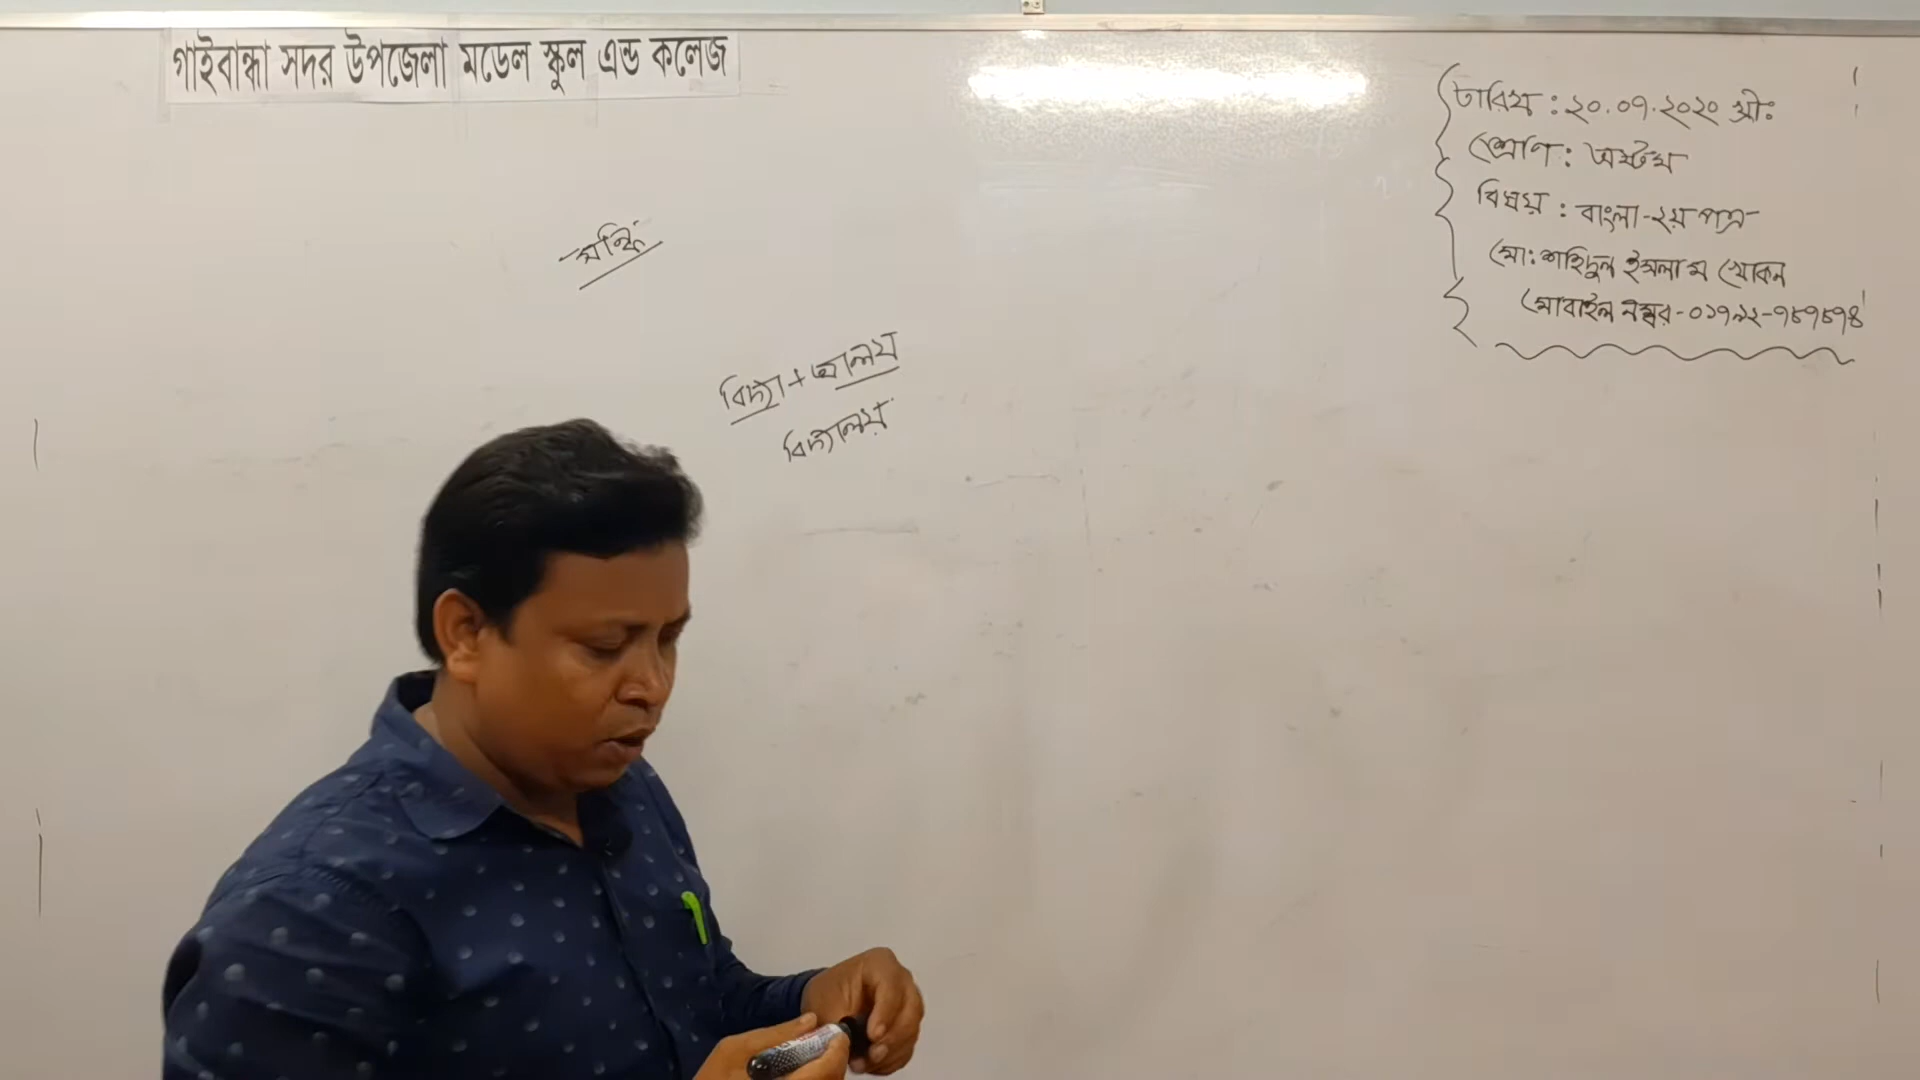 গাইবান্ধা সদর উপজেলা মডেল স্কুল এন্ড কলেজ
সন্ধি
বিদ্যা + আলয়
বিদ্যালয়
তারিখ : ২০.০৭.২০২০ খ্রীঃ
শ্রেণি : অষ্টম
বিষয় : বাংলা-২য় পত্র
মো: শহিদুল ইসলাম খোকন
মোবাইল নম্বর-০১৭৯২-৭৮৭৮৭৪